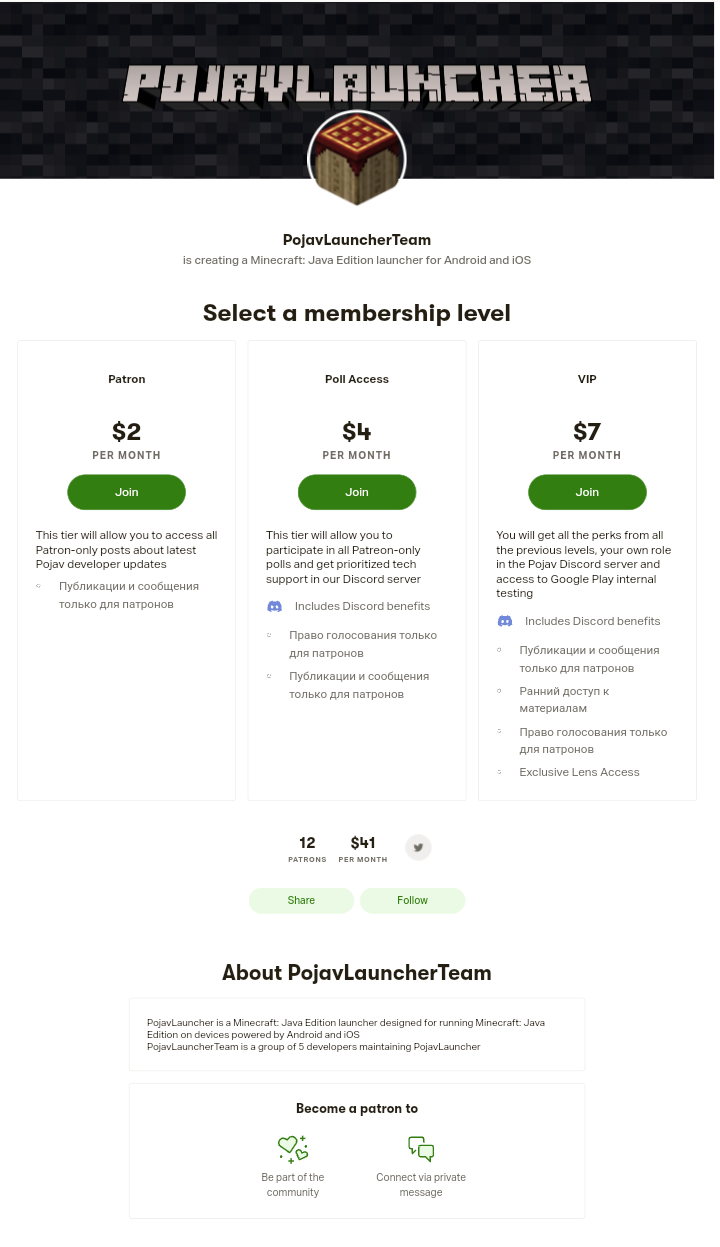 POJAVLAUNCHER
PojavLauncherTeam
is creating a Minecraft: Java Edition launcher for Android and iOS
Select a membership level
Patron
$2
PER MONTH
Join
This tier will allow you to access all
Patron-only posts about latest
Pojav developer updates
Публикации и сообщения
только для патронов
Poll Access
$4
PER MONTH
Join
This tier will allow you to
participate in all Patreon-only
polls and get prioritized tech
support in our Discord server
Includes Discord benefits
Право голосования только
для патронов
Публикации и сообщения
только для патронов
VIP
$7
PER MONTH
Join
You will get all the perks from all
the previous levels, your own role
in the Pojav Discord server and
access to Google Play internal
testing
Includes Discord benefits
Публикации и сообщения
только для патронов
Ранний доступ к
материалам
Право голосования только
для патронов
Exclusive Lens Access
12
PATRONS
$41
PER MONTH
Share
Follow
About PojavLauncherTeam
PojavLauncher is a Minecraft: Java Edition launcher designed for running Minecraft: Java
Edition on devices powered by Android and iOS
PojavLauncherTeam is a group of 5 developers maintaining PojavLauncher
Become a patron to
Be part of the
community
Connect via private
message